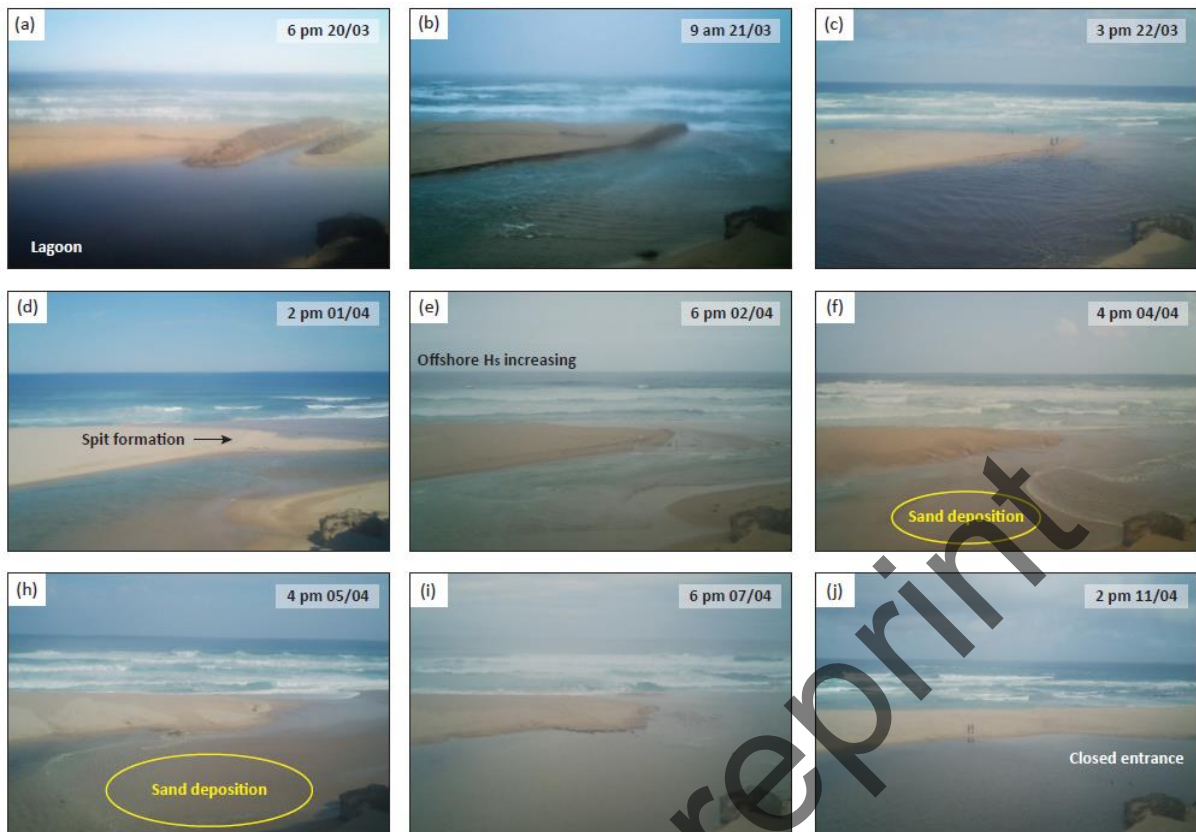 (a)
6 pm 20/03
Lagoon
(b)
9 am 21/03
(c)
3 pm 22/03
(d)
2 pm 01/04
Spit formation
(e)
6 pm 02/04
Offshore Hs increasing
(f)
4 pm 04/04
Sand deposition
(h)
4 pm 05/04
Sand deposition
(i)
6 pm 07/04
(j)
2 pm 11/04
Closed entrance
reprint